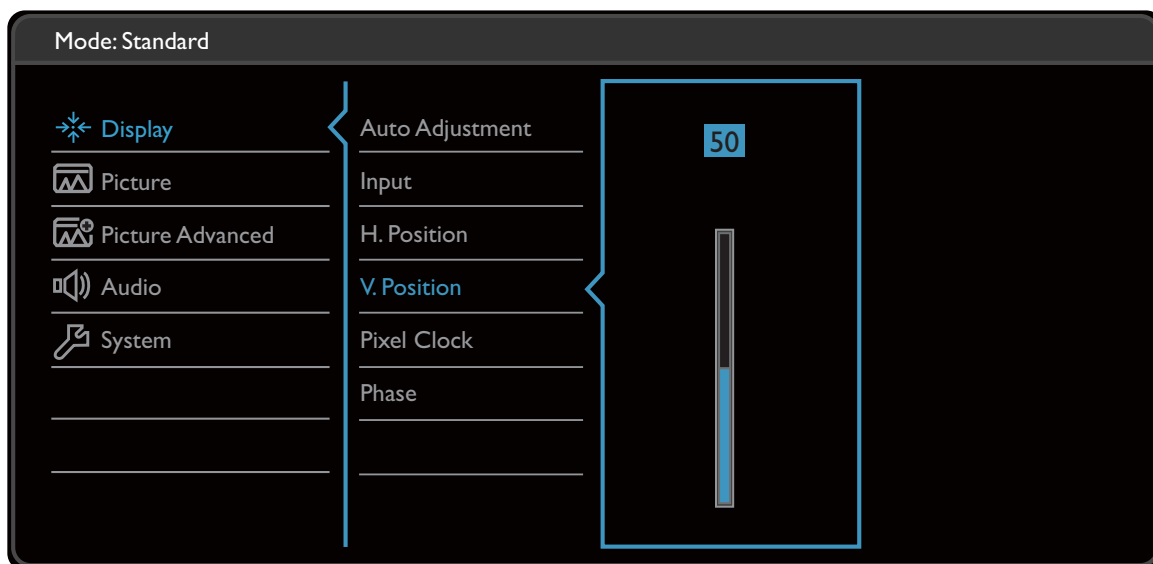 Mode: Standard
Display
Picture
Picture Advanced
Audio
System
Auto Adjustment
Input
H. Position
V. Position
Pixel Clock
Phase
50